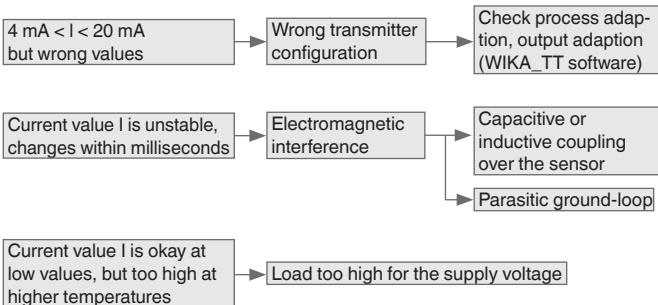 4 mA < I < 20 mA
but wrong values
Wrong transmitter
configuration
Check process adap-
tion, output adaption
(WIKA_TT software)
Current value I is unstable,
changes within milliseconds
Electromagnetic
interference
Capacitive or
inductive coupling
over the sensor
Parasitic ground-loop
Current value I is okay at
low values, but too high at
higher temperatures
Load too high for the supply voltage